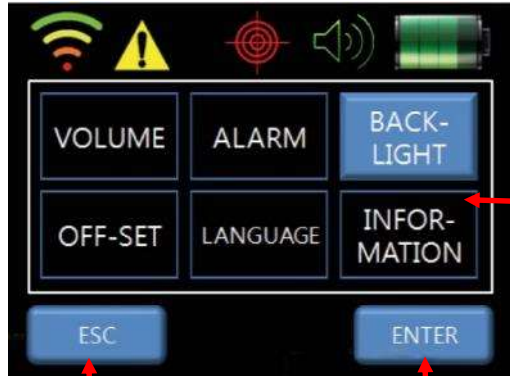 VOLUME ALARM BACK-
LIGHT
OFF-SET LANGUAGE INFOR-
MATION
ESC ENTER